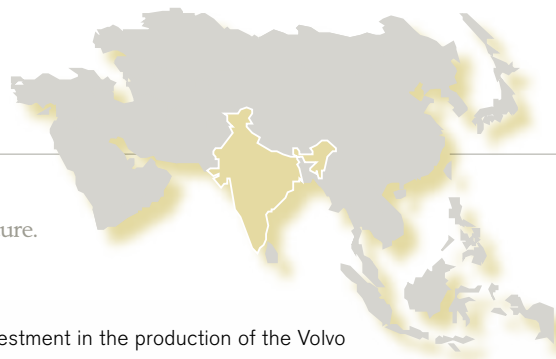 ure.
estment in the production of the Volvo